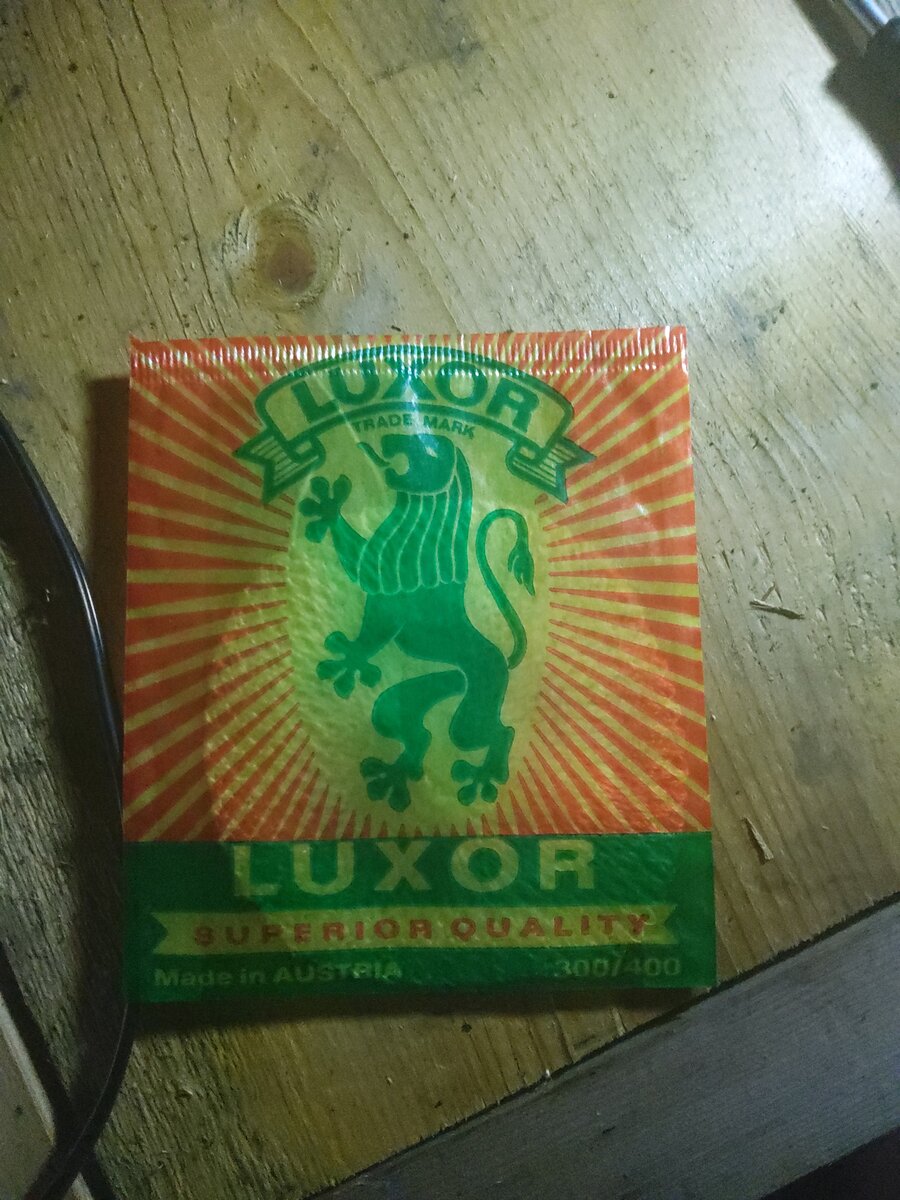 LUXOR
TRADE MARK
LUXOR
SUPERIOR QUALITY
Made in AUSTRIA 300/400